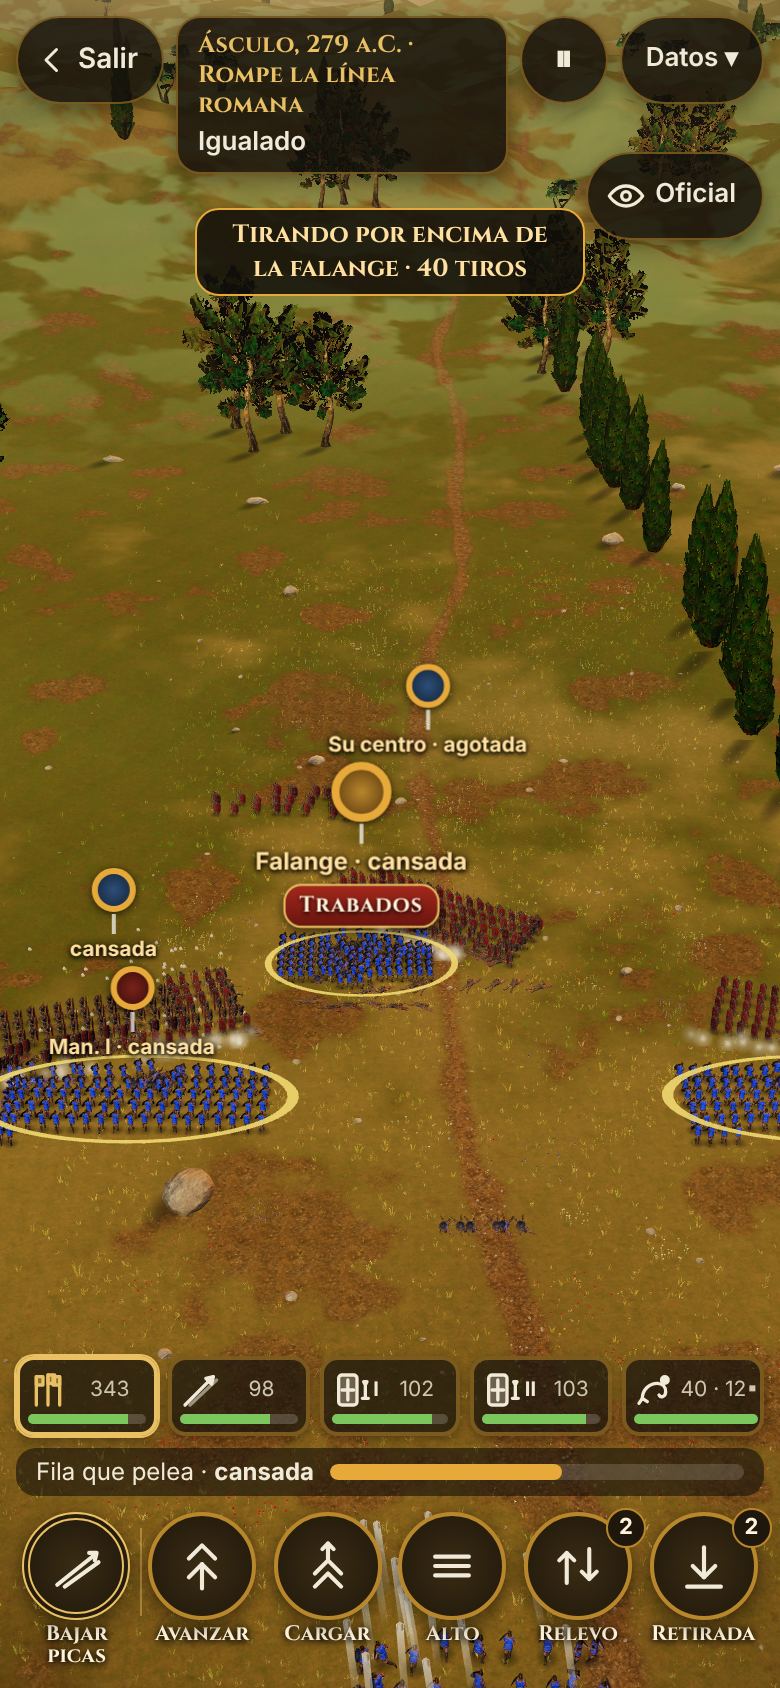 Salir
Ásculo, 279 a.C. ·
Rompe la línea
romana
Igualado
Datos ▾
Oficial
Tirando por encima de
la falange · 40 tiros
Su centro · agotada
Falange · cansada
Trabados
cansada
Man. I · cansada
343
98
I 102
II 103
40 · 12
Fila que pelea · cansada
2
2
Bajar
picas
Avanzar
Cargar
Alto
Relevo
Retirada